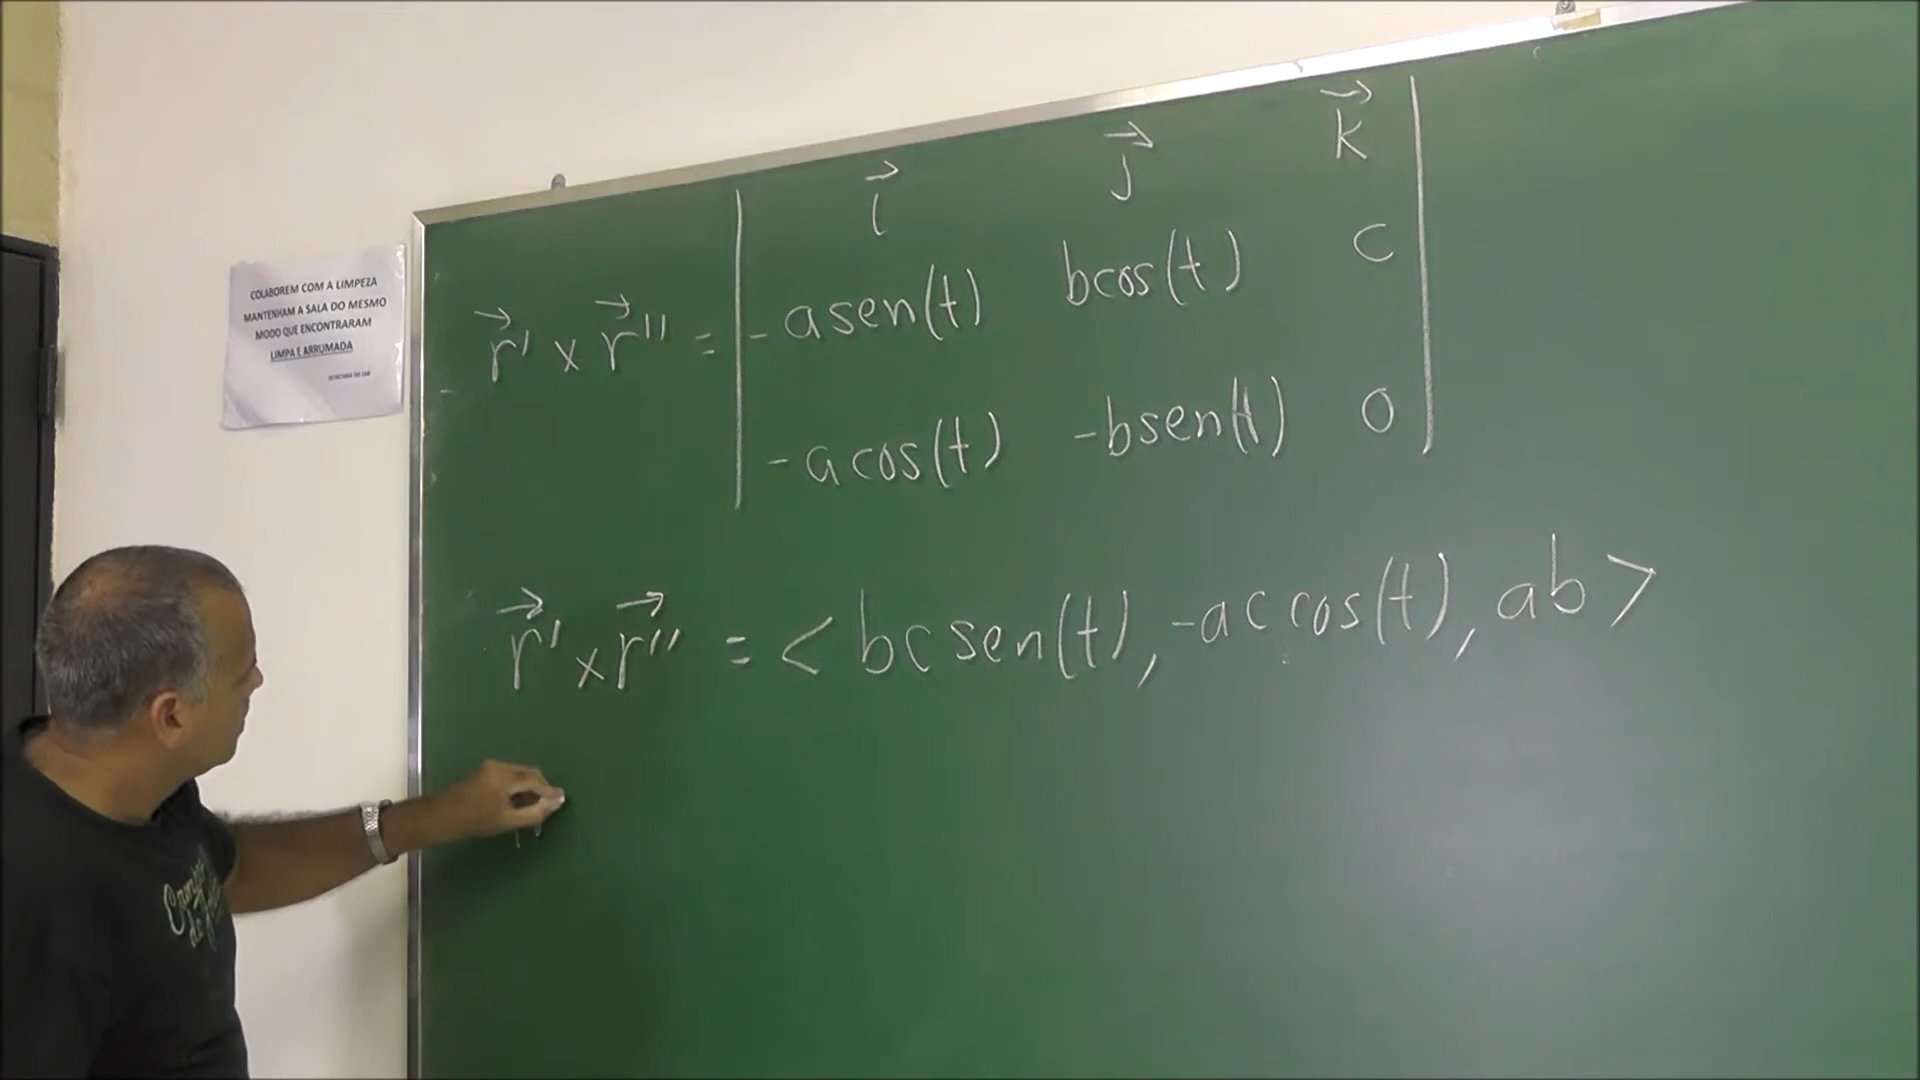 COLABOREM COM A LIMPEZA
MANTENHAM A SALA DO MESMO
MODO QUE ENCONTRARAM
LIMPA E ARRUMADA
i⃗ j⃗ k⃗
r⃗' × r⃗'' = | -asen(t) bcos(t) c |
-acos(t) -bsen(t) 0
r⃗' × r⃗'' = < bcsen(t), -accos(t), ab >